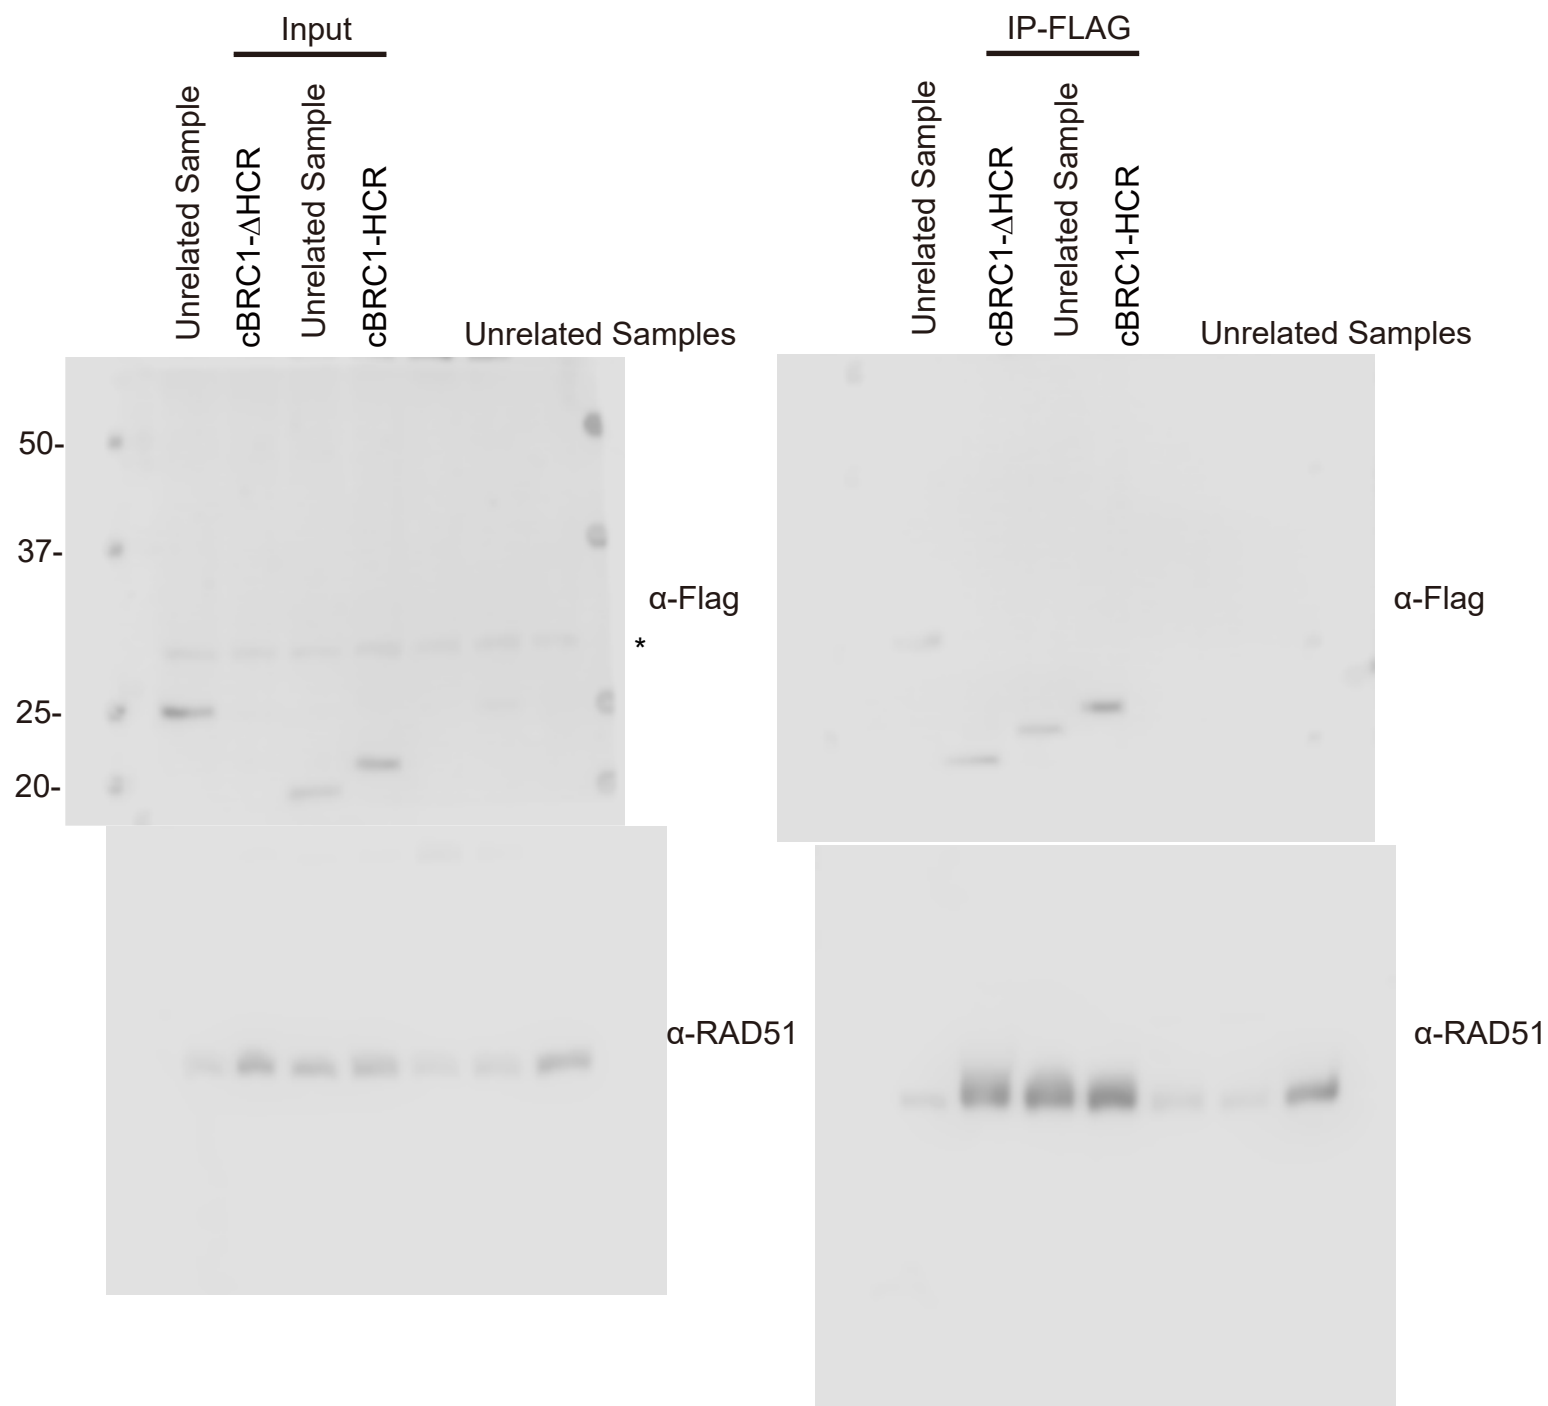 Input
IP-FLAG
Unrelated Sample
cBRC1-ΔHCR
Unrelated Sample
cBRC1-HCR
Unrelated Samples
Unrelated Sample
cBRC1-ΔHCR
Unrelated Sample
cBRC1-HCR
Unrelated Samples
50-
37-
25-
20-
α-Flag
*
α-Flag
α-RAD51
α-RAD51